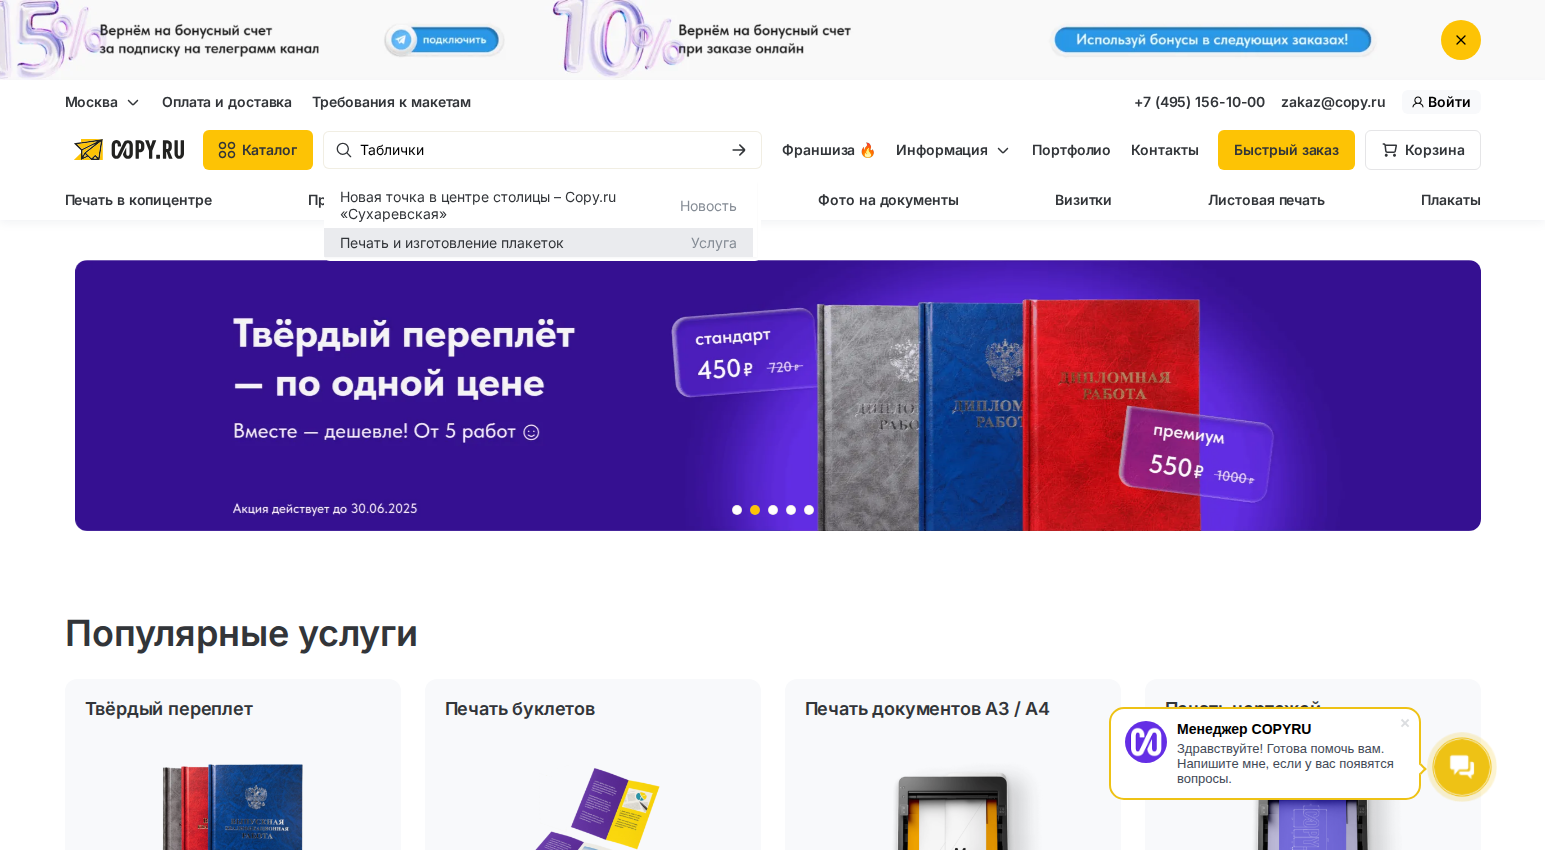 15%
Вернём на бонусный счет
за подписку на телеграмм канал
подключить
10%
Вернём на бонусный счет
при заказе онлайн
Используй бонусы в следующих заказах!
Москва
Оплата и доставка
Требования к макетам
+7 (495) 156-10-00
zakaz@copy.ru
Войти
COPY.RU
Каталог
Таблички
Франшиза 🔥
Информация
Портфолио
Контакты
Быстрый заказ
Корзина
Печать в копицентре
Пр
Фото на документы
Визитки
Листовая печать
Плакаты
Новая точка в центре столицы – Copy.ru
«Сухаревская»
Новость
Печать и изготовление плакеток
Услуга
Твёрдый переплёт
— по одной цене
Вместе — дешевле! От 5 работ ☺
Акция действует до 30.06.2025
стандарт
450 ₽ 720 ₽
ДИПЛОМНАЯ
РАБОТА
премиум
550 ₽ 1000 ₽
Популярные услуги
Твёрдый переплет
Печать буклетов
Печать документов А3 / А4
Печать чертежей
Менеджер COPYRU
Здравствуйте! Готова помочь вам.
Напишите мне, если у вас появятся
вопросы.